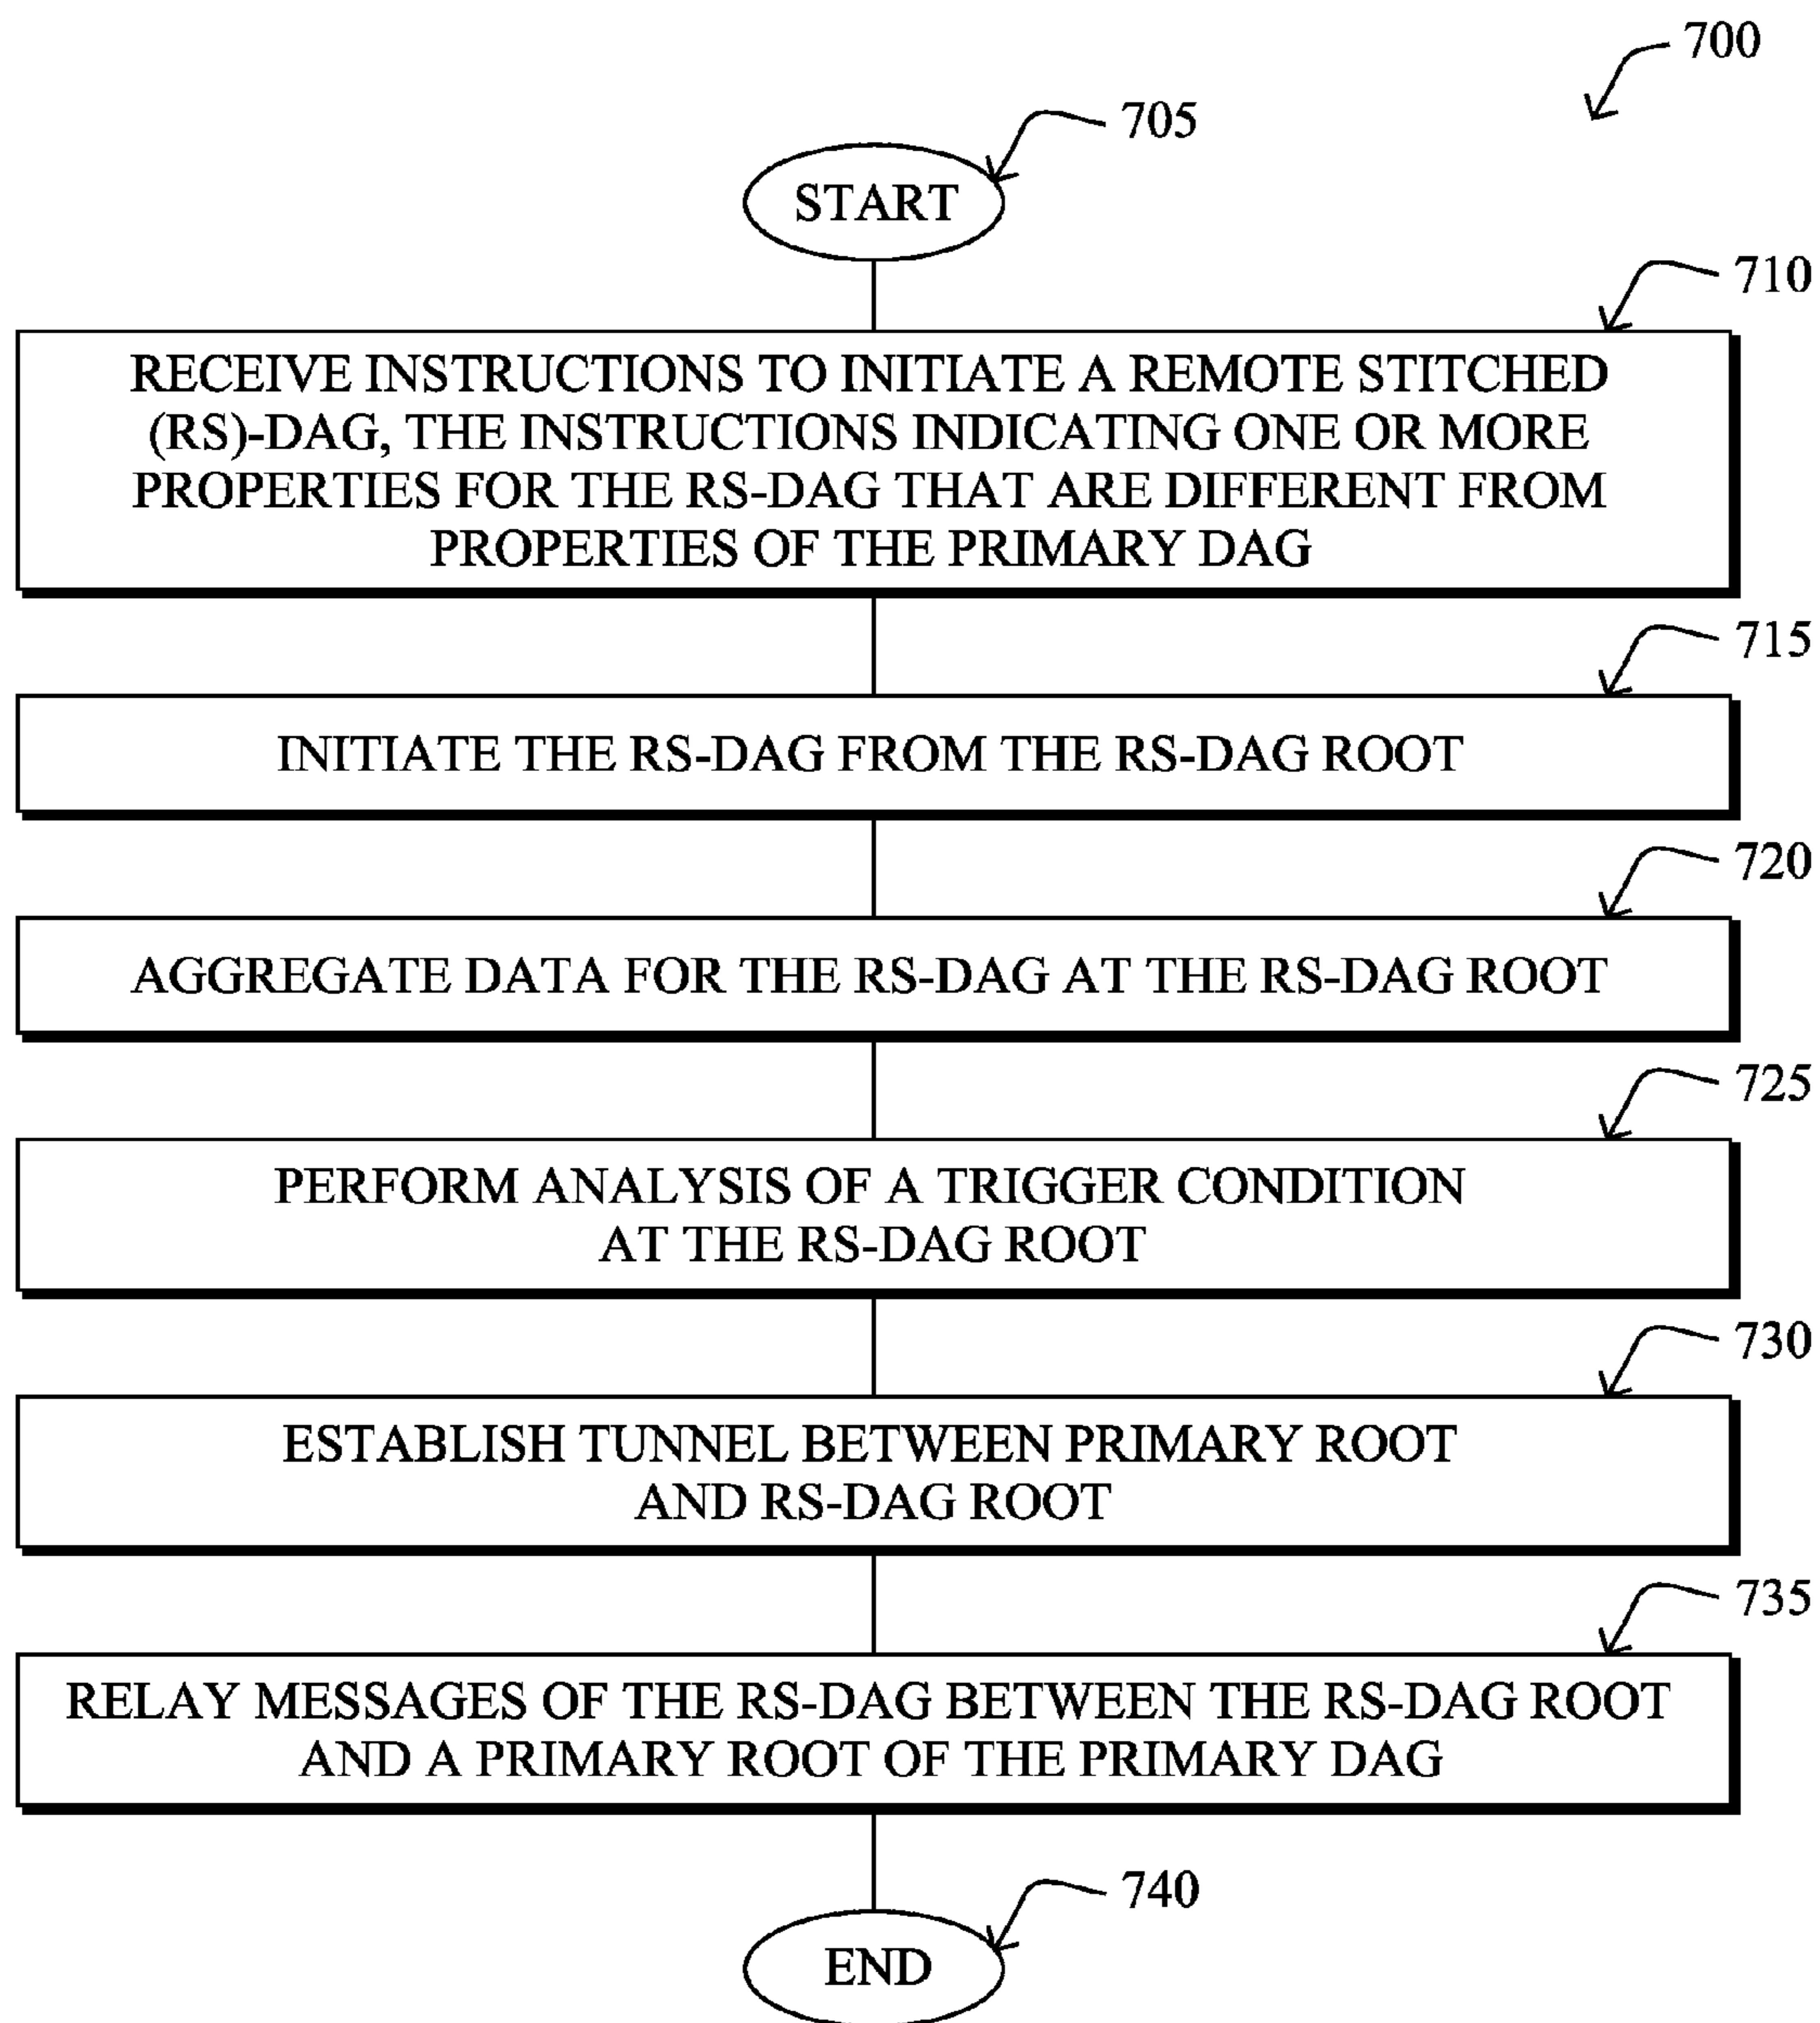 700
705
START
710
RECEIVE INSTRUCTIONS TO INITIATE A REMOTE STITCHED
(RS)-DAG, THE INSTRUCTIONS INDICATING ONE OR MORE
PROPERTIES FOR THE RS-DAG THAT ARE DIFFERENT FROM
PROPERTIES OF THE PRIMARY DAG
715
INITIATE THE RS-DAG FROM THE RS-DAG ROOT
720
AGGREGATE DATA FOR THE RS-DAG AT THE RS-DAG ROOT
725
PERFORM ANALYSIS OF A TRIGGER CONDITION
AT THE RS-DAG ROOT
730
ESTABLISH TUNNEL BETWEEN PRIMARY ROOT
AND RS-DAG ROOT
735
RELAY MESSAGES OF THE RS-DAG BETWEEN THE RS-DAG ROOT
AND A PRIMARY ROOT OF THE PRIMARY DAG
740
END